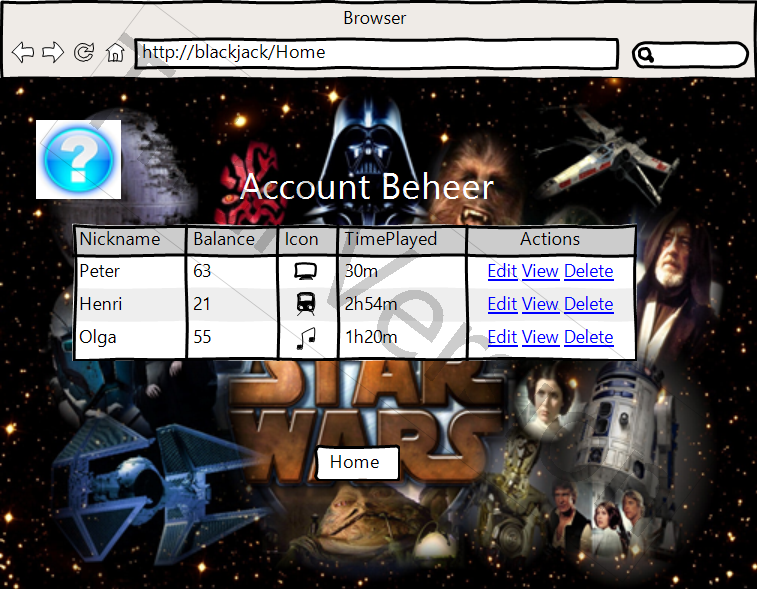 Browser
http://blackjack/Home
?
Account Beheer
Nickname Balance Icon TimePlayed Actions
Peter 63 30m Edit View Delete
Henri 21 2h54m Edit View Delete
Olga 55 1h20m Edit View Delete
STAR
WARS
Home